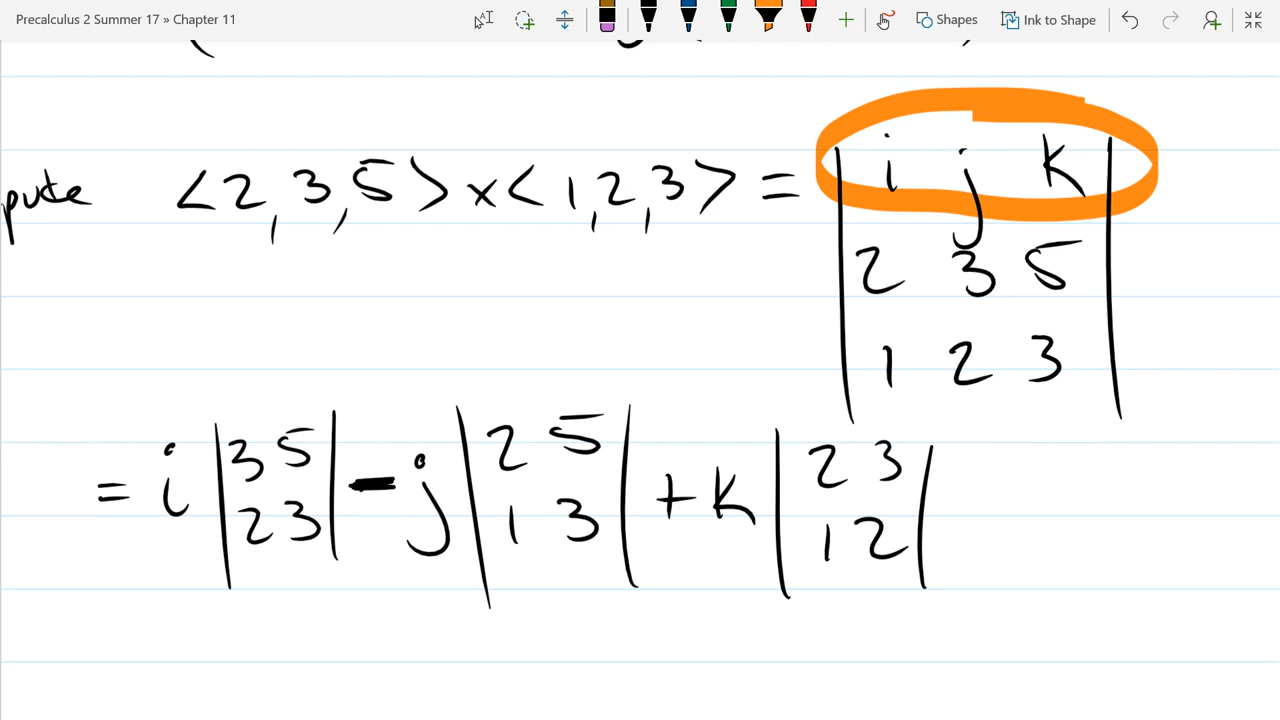 Precalculus 2 Summer 17 » Chapter 11 Shapes Ink to Shape
pute <2,3,5> x <1,2,3> = | i j k |
| 2 3 5 |
| 1 2 3 |
= i | 3 5 | - j | 2 5 | + k | 2 3 |
| 2 3 | | 1 3 | | 1 2 |